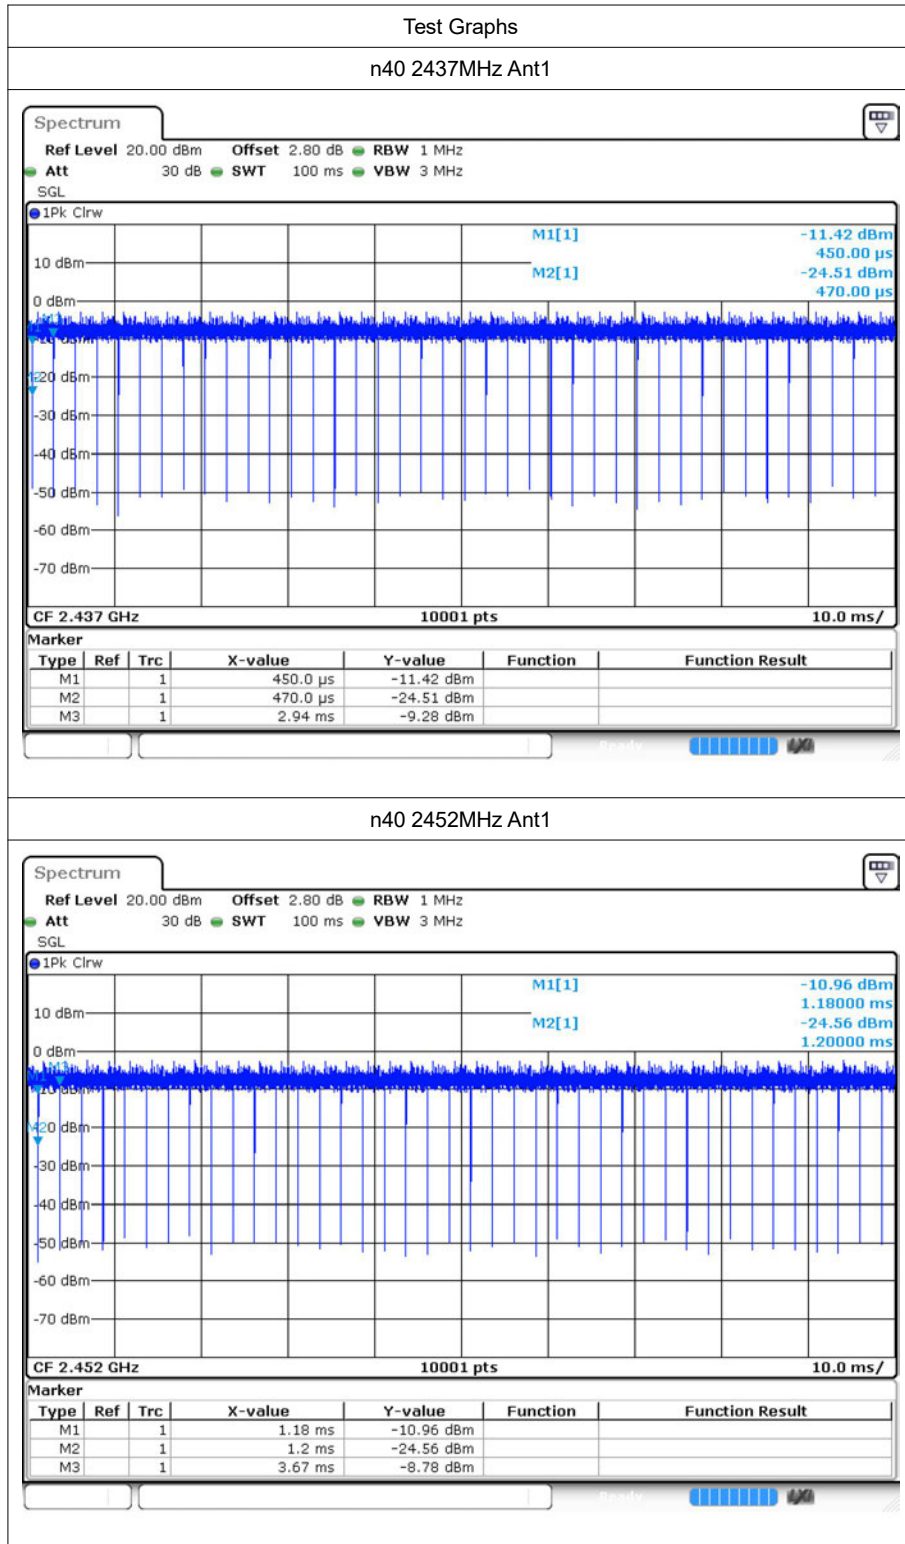 Test Graphs
n40 2437MHz Ant1
Spectrum
Ref Level 20.00 dBm Offset 2.80 dB RBW 1 MHz
Att 30 dB SWT 100 ms VBW 3 MHz
SGL
1Pk Clrw
M1[1] -11.42 dBm
450.00 µs
10 dBm
M2[1] -24.51 dBm
470.00 µs
0 dBm
-30 dBm
-40 dBm
-50 dBm
-60 dBm
-70 dBm
CF 2.437 GHz 10001 pts 10.0 ms/
Marker
Type Ref Trc X-value Y-value Function Function Result
M1 1 450.0 µs -11.42 dBm
M2 1 470.0 µs -24.51 dBm
M3 1 2.94 ms -9.28 dBm
Ready
n40 2452MHz Ant1
Spectrum
Ref Level 20.00 dBm Offset 2.80 dB RBW 1 MHz
Att 30 dB SWT 100 ms VBW 3 MHz
SGL
1Pk Clrw
M1[1] -10.96 dBm
1.18000 ms
10 dBm
M2[1] -24.56 dBm
1.20000 ms
0 dBm
-30 dBm
-40 dBm
-50 dBm
-60 dBm
-70 dBm
CF 2.452 GHz 10001 pts 10.0 ms/
Marker
Type Ref Trc X-value Y-value Function Function Result
M1 1 1.18 ms -10.96 dBm
M2 1 1.2 ms -24.56 dBm
M3 1 3.67 ms -8.78 dBm
Ready